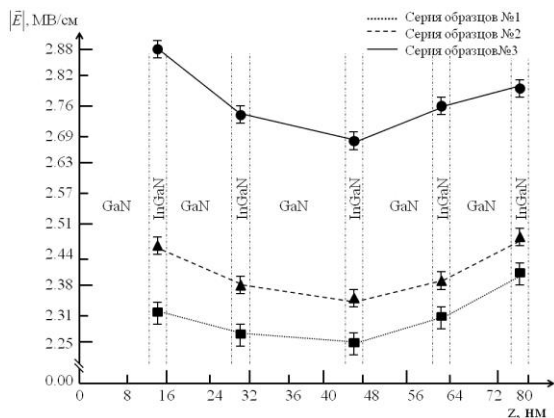 |E⃗|, МВ/см
Серия образцов №1
Серия образцов №2
Серия образцов№3
2.88
2.82
2.76
2.69
2.63
2.57
2.51
2.44
2.38
2.31
2.25
0.00
GaN InGaN GaN InGaN GaN InGaN GaN InGaN GaN InGaN
0 8 16 24 32 36 48 56 64 72 80
z, нм